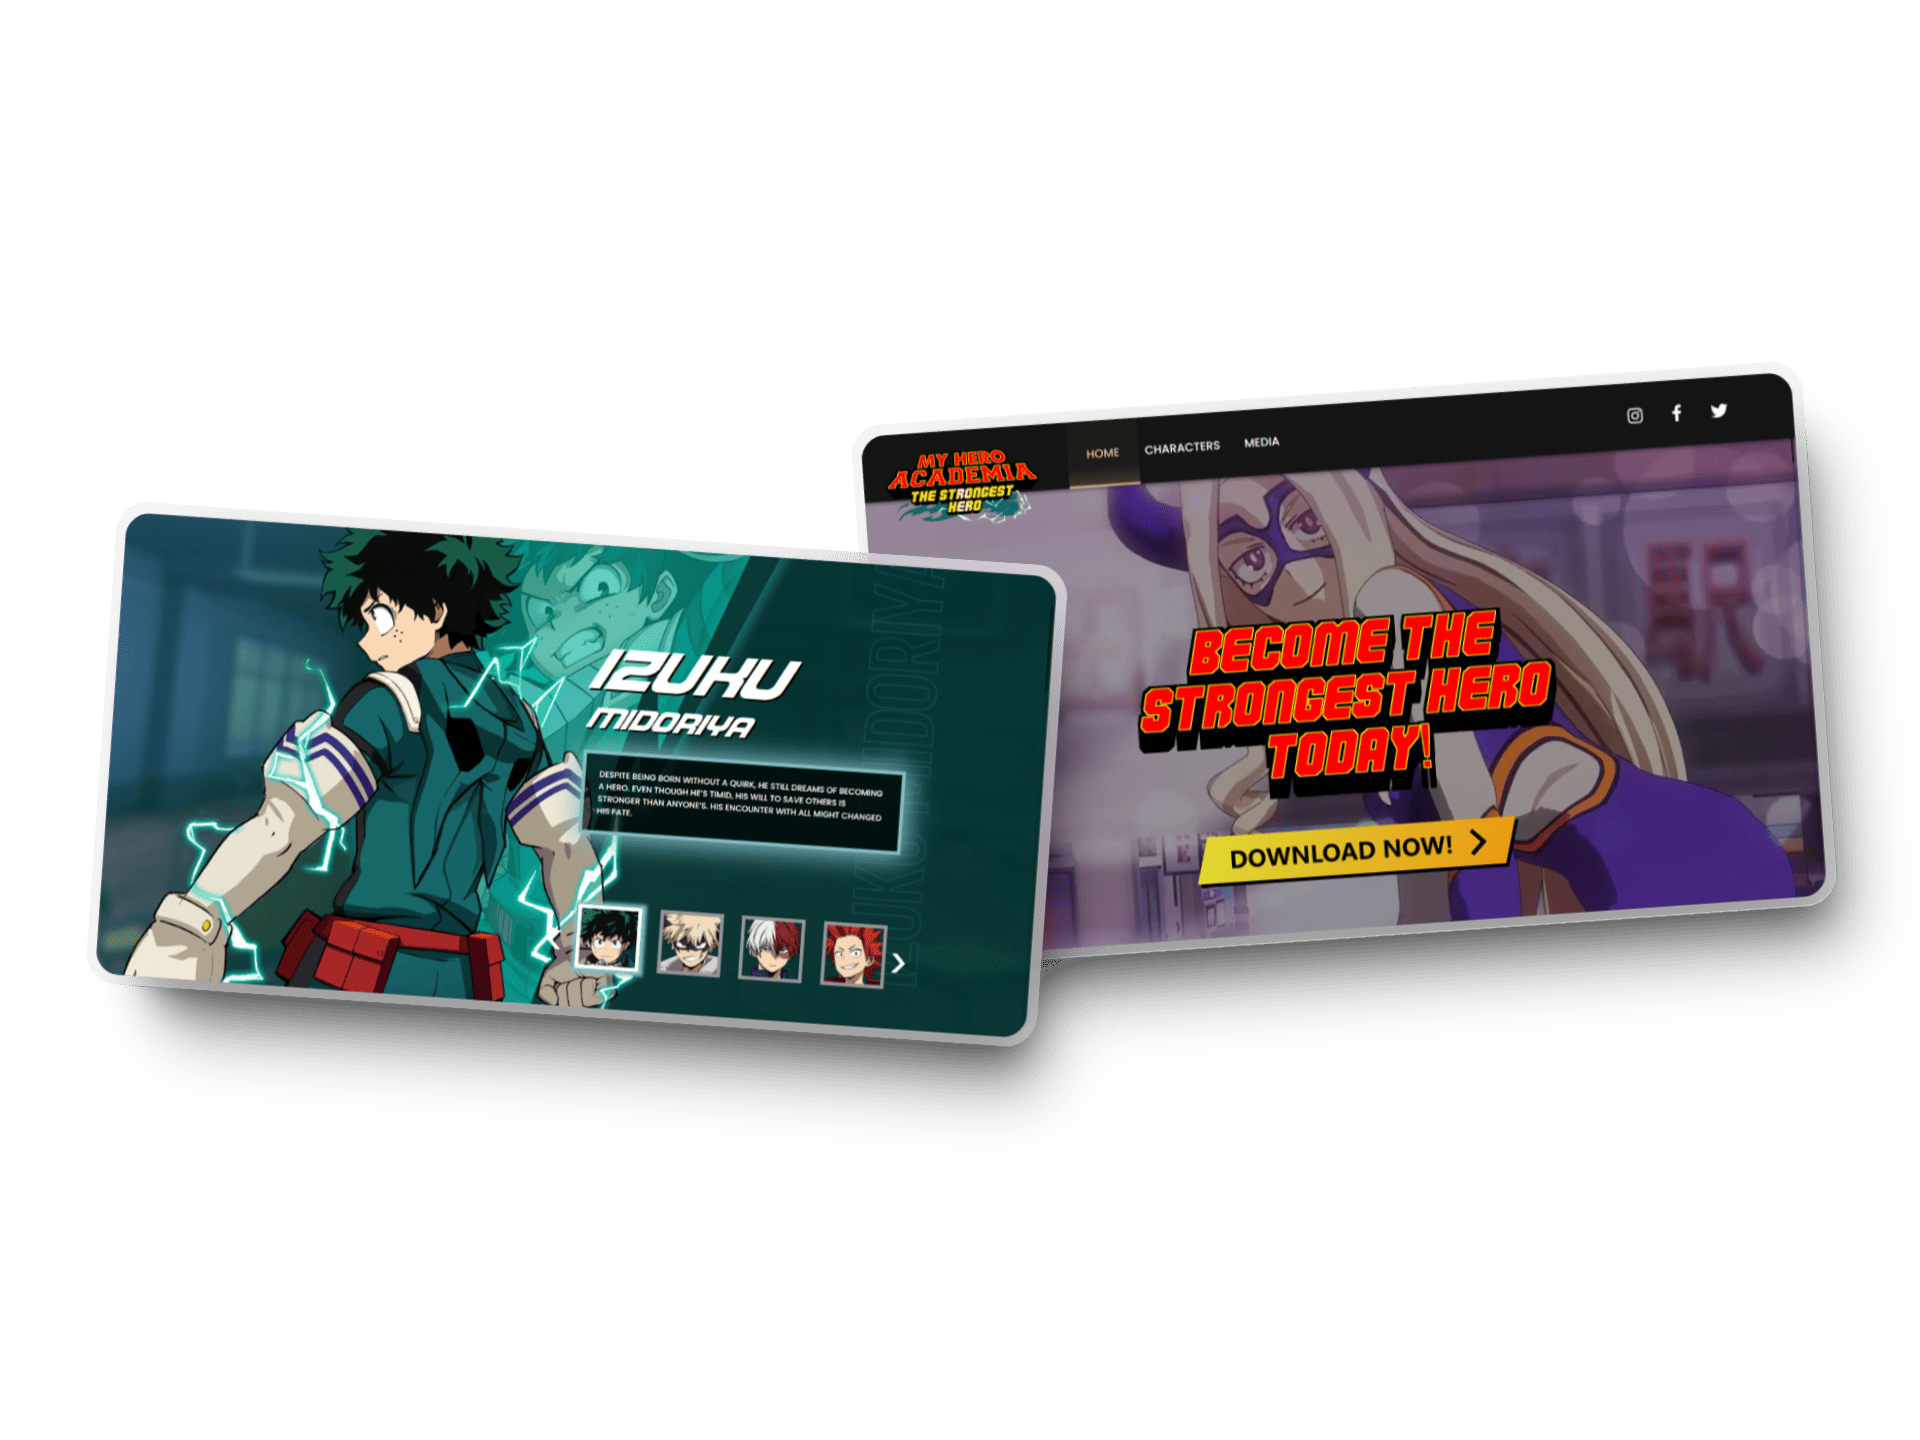 IZUKU
MIDORIYA
DESPITE BEING BORN WITHOUT A QUIRK, HE STILL DREAMS OF BECOMING
A HERO. EVEN THOUGH HE'S TIMID, HIS WILL TO SAVE OTHERS IS
STRONGER THAN ANYONE'S. HIS ENCOUNTER WITH ALL MIGHT CHANGED
HIS FATE.
IZUKU MIDORIYA
MY HERO
ACADEMIA
THE STRONGEST
HERO
HOME
CHARACTERS
MEDIA
BECOME THE
STRONGEST HERO
TODAY!
DOWNLOAD NOW!